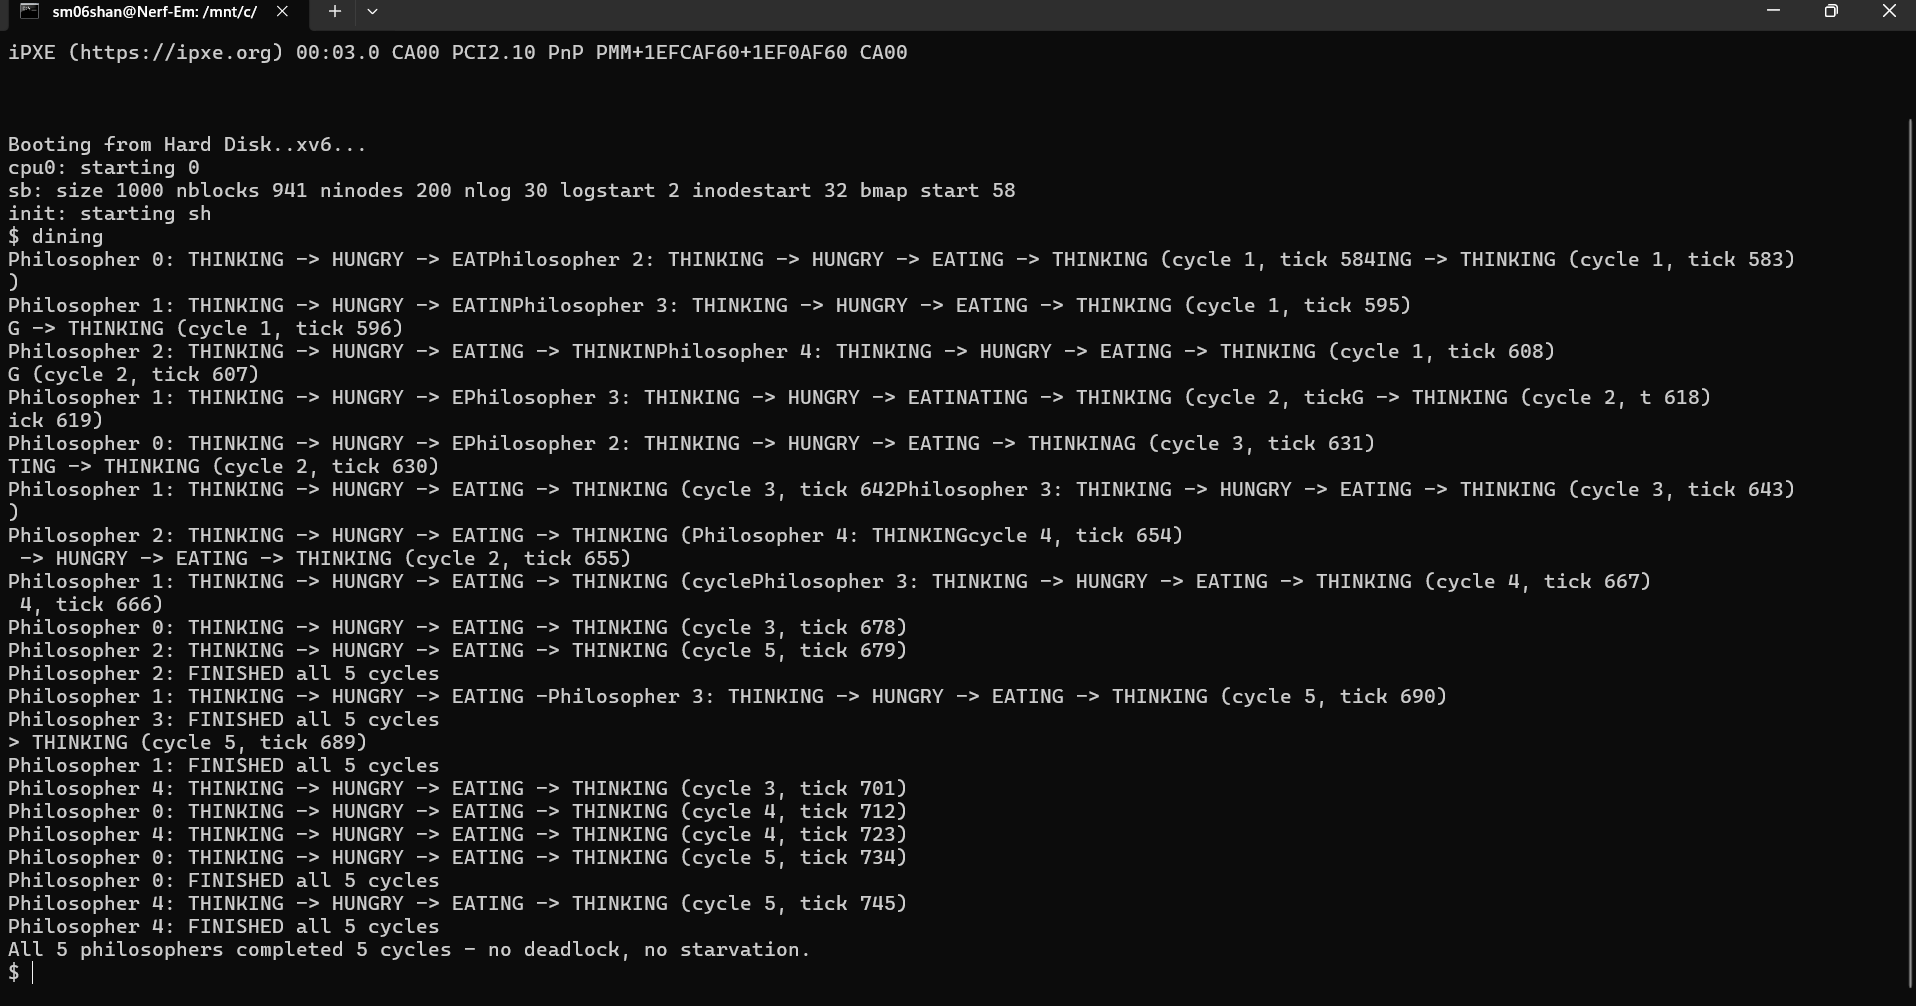 sm06shan@Nerf-Em: /mnt/c/
iPXE (https://ipxe.org) 00:03.0 CA00 PCI2.10 PnP PMM+1EFCAF60+1EF0AF60 CA00
Booting from Hard Disk..xv6...
cpu0: starting 0
sb: size 1000 nblocks 941 ninodes 200 nlog 30 logstart 2 inodestart 32 bmap start 58
init: starting sh
$ dining
Philosopher 0: THINKING -> HUNGRY -> EATPhilosopher 2: THINKING -> HUNGRY -> EATING -> THINKING (cycle 1, tick 584ING -> THINKING (cycle 1, tick 583)
)
Philosopher 1: THINKING -> HUNGRY -> EATINPhilosopher 3: THINKING -> HUNGRY -> EATING -> THINKING (cycle 1, tick 595)
G -> THINKING (cycle 1, tick 596)
Philosopher 2: THINKING -> HUNGRY -> EATING -> THINKINPhilosopher 4: THINKING -> HUNGRY -> EATING -> THINKING (cycle 1, tick 608)
G (cycle 2, tick 607)
Philosopher 1: THINKING -> HUNGRY -> EPhilosopher 3: THINKING -> HUNGRY -> EATINATING -> THINKING (cycle 2, tickG -> THINKING (cycle 2, t 618)
ick 619)
Philosopher 0: THINKING -> HUNGRY -> EPhilosopher 2: THINKING -> HUNGRY -> EATING -> THINKINAG (cycle 3, tick 631)
TING -> THINKING (cycle 2, tick 630)
Philosopher 1: THINKING -> HUNGRY -> EATING -> THINKING (cycle 3, tick 642Philosopher 3: THINKING -> HUNGRY -> EATING -> THINKING (cycle 3, tick 643)
)
Philosopher 2: THINKING -> HUNGRY -> EATING -> THINKING (Philosopher 4: THINKINGcycle 4, tick 654)
 -> HUNGRY -> EATING -> THINKING (cycle 2, tick 655)
Philosopher 1: THINKING -> HUNGRY -> EATING -> THINKING (cyclePhilosopher 3: THINKING -> HUNGRY -> EATING -> THINKING (cycle 4, tick 667)
 4, tick 666)
Philosopher 0: THINKING -> HUNGRY -> EATING -> THINKING (cycle 3, tick 678)
Philosopher 2: THINKING -> HUNGRY -> EATING -> THINKING (cycle 5, tick 679)
Philosopher 2: FINISHED all 5 cycles
Philosopher 1: THINKING -> HUNGRY -> EATING -Philosopher 3: THINKING -> HUNGRY -> EATING -> THINKING (cycle 5, tick 690)
Philosopher 3: FINISHED all 5 cycles
> THINKING (cycle 5, tick 689)
Philosopher 1: FINISHED all 5 cycles
Philosopher 4: THINKING -> HUNGRY -> EATING -> THINKING (cycle 3, tick 701)
Philosopher 0: THINKING -> HUNGRY -> EATING -> THINKING (cycle 4, tick 712)
Philosopher 4: THINKING -> HUNGRY -> EATING -> THINKING (cycle 4, tick 723)
Philosopher 0: THINKING -> HUNGRY -> EATING -> THINKING (cycle 5, tick 734)
Philosopher 0: FINISHED all 5 cycles
Philosopher 4: THINKING -> HUNGRY -> EATING -> THINKING (cycle 5, tick 745)
Philosopher 4: FINISHED all 5 cycles
All 5 philosophers completed 5 cycles - no deadlock, no starvation.
$